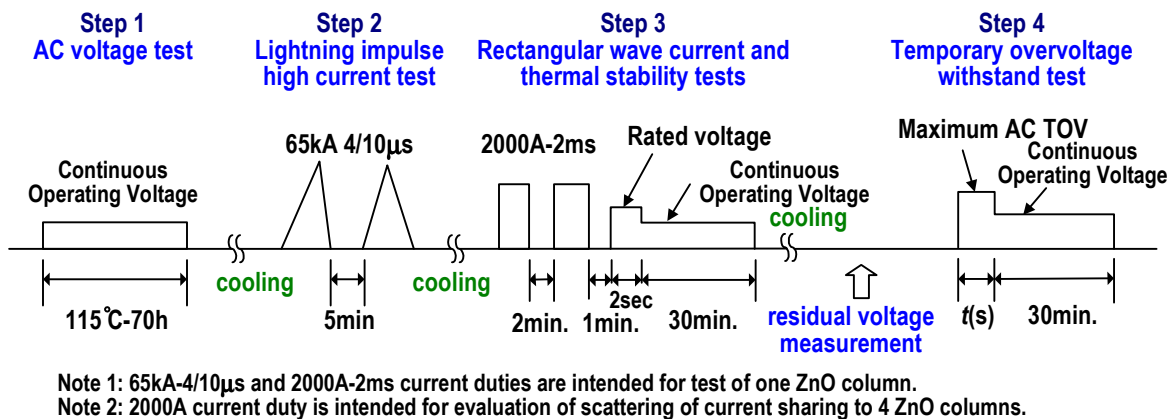 Step 1
AC voltage test
Step 2
Lightning impulse
high current test
Step 3
Rectangular wave current and
thermal stability tests
Step 4
Temporary overvoltage
withstand test
Continuous
Operating Voltage
65kA 4/10μs
2000A-2ms
Rated voltage
Continuous
Operating Voltage
cooling
Maximum AC TOV
Continuous
Operating Voltage
cooling
cooling
115℃-70h
5min
2min.
1min.
2sec
30min.
residual voltage
measurement
t(s)
30min.
Note 1: 65kA-4/10μs and 2000A-2ms current duties are intended for test of one ZnO column.
Note 2: 2000A current duty is intended for evaluation of scattering of current sharing to 4 ZnO columns.